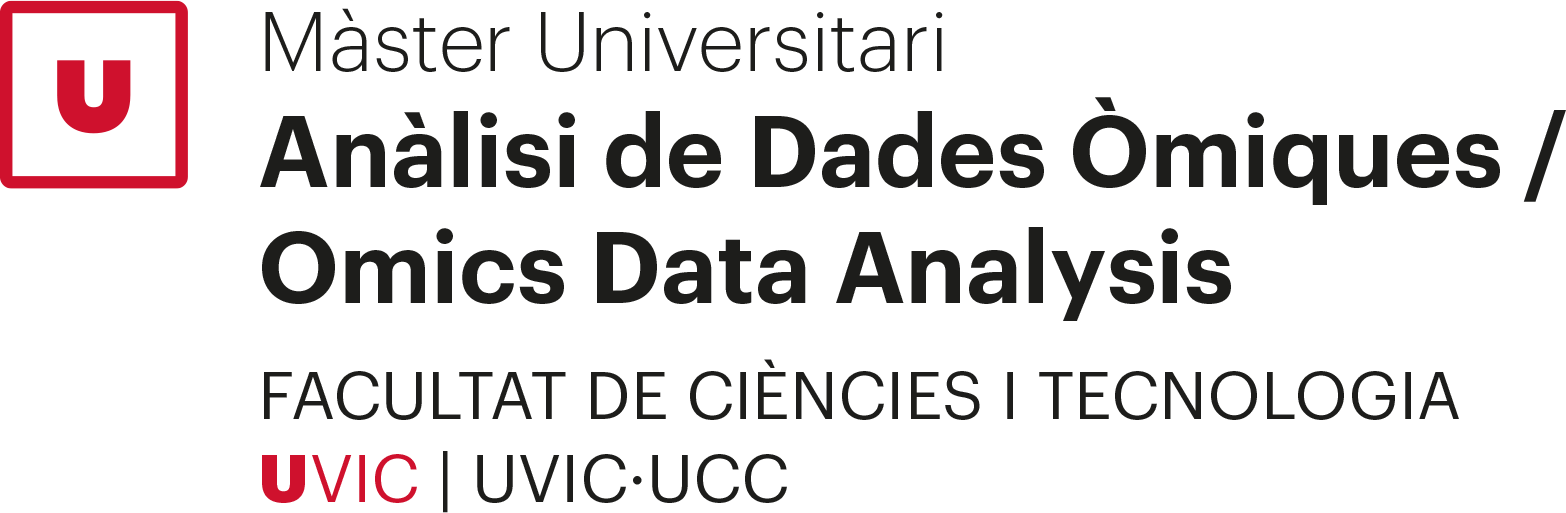 U
Màster Universitari
Anàlisi de Dades Òmiques /
Omics Data Analysis
FACULTAT DE CIÈNCIES I TECNOLOGIA
UVIC | UVIC·UCC